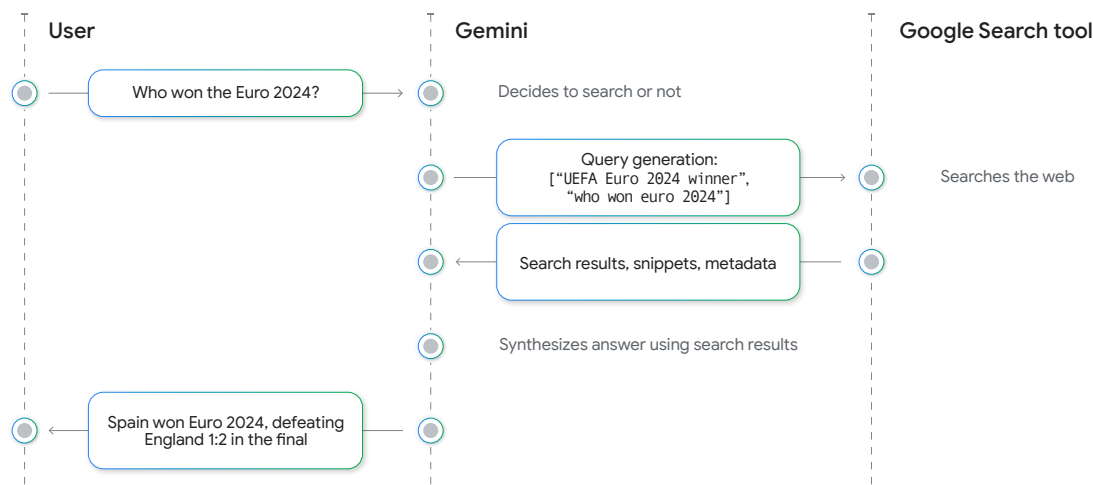 User
Gemini
Google Search tool
Who won the Euro 2024?
Decides to search or not
Query generation:
[“UEFA Euro 2024 winner”,
“who won euro 2024”]
Searches the web
Search results, snippets, metadata
Synthesizes answer using search results
Spain won Euro 2024, defeating
England 1:2 in the final